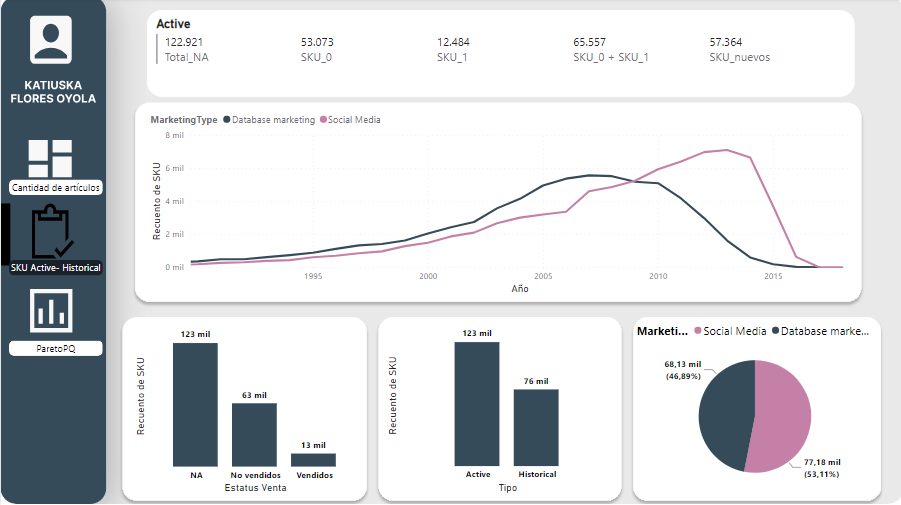 KATIUSKA
FLORES OYOLA
Cantidad de artículos
SKU Active- Historical
ParetoPQ
Active
122.921 53.073 12.484 65.557 57.364
Total_NA SKU_0 SKU_1 SKU_0 + SKU_1 SKU_nuevos
MarketingType Database marketing Social Media
Recuento de SKU
8 mil
6 mil
4 mil
2 mil
0 mil
1995 2000 2005 2010 2015
Año
Recuento de SKU
123 mil
63 mil
13 mil
NA No vendidos Vendidos
Estatus Venta
Recuento de SKU
123 mil
76 mil
Active Historical
Tipo
Marketi... Social Media Database marke...
68,13 mil
(46,89%)
77,18 mil
(53,11%)